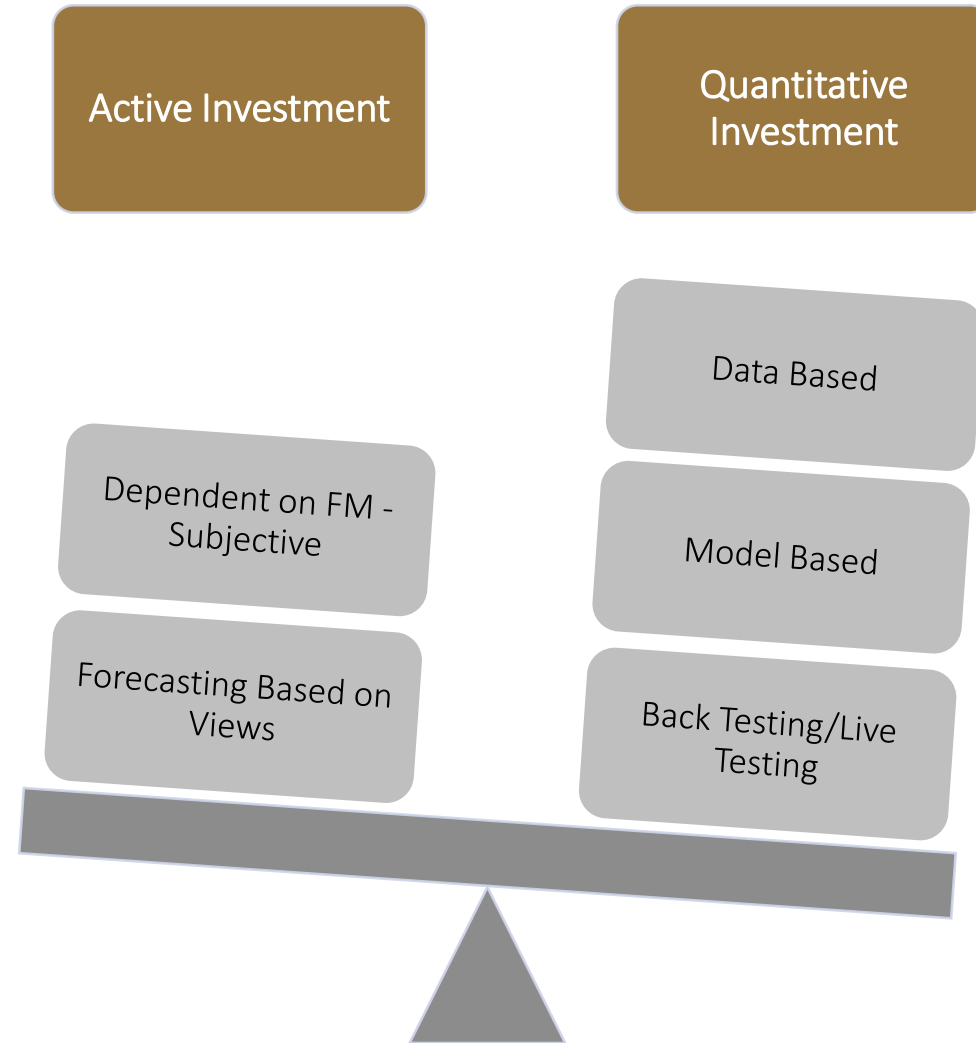 Active Investment
Quantitative
Investment
Dependent on FM -
Subjective
Forecasting Based on
Views
Data Based
Model Based
Back Testing/Live
Testing